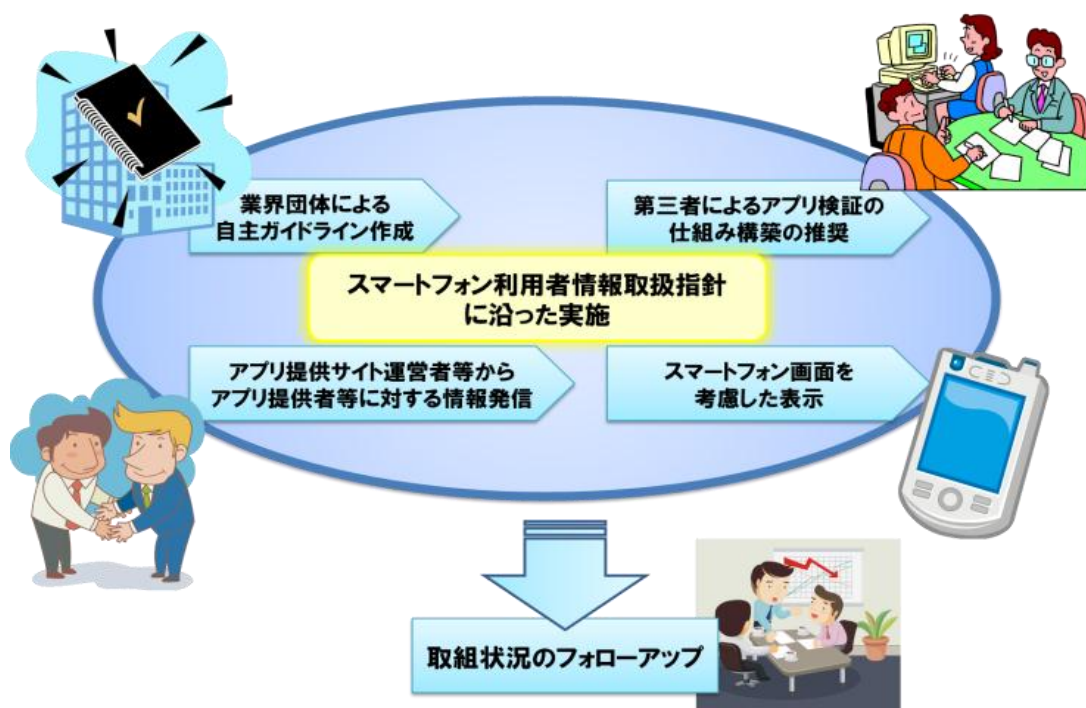 業界団体による
自主ガイドライン作成
第三者によるアプリ検証の
仕組み構築の推奨
スマートフォン利用者情報取扱指針
に沿った実施
アプリ提供サイト運営者等から
アプリ提供者等に対する情報発信
スマートフォン画面を
考慮した表示
取組状況のフォローアップ